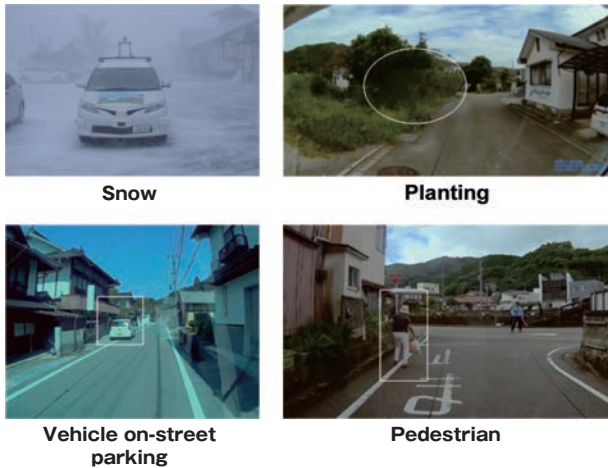 Snow
Planting
Vehicle on-street
parking
Pedestrian